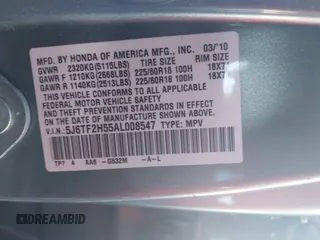 MFD. BY HONDA OF AMERICA MFG., INC. 03/'10
GVWR 2320KG(5115LBS) TIRE SIZE RIM SIZE
GAWR F 1210KG(2668LBS) 225/60R18 100H 18X7
GAWR R 1140KG(2513LBS) 225/60R18 100H 18X7
THIS VEHICLE CONFORMS TO ALL APPLICABLE
FEDERAL MOTOR VEHICLE SAFETY AND
THEFT PREVENTION STANDARDS IN EFFECT ON
THE DATE OF MANUFACTURE SHOWN ABOVE.
V.I.N.: 5J6TF2H55AL008547 TYPE: MPV
TP7 A AA8 -G532M -A-L
DREAMBID